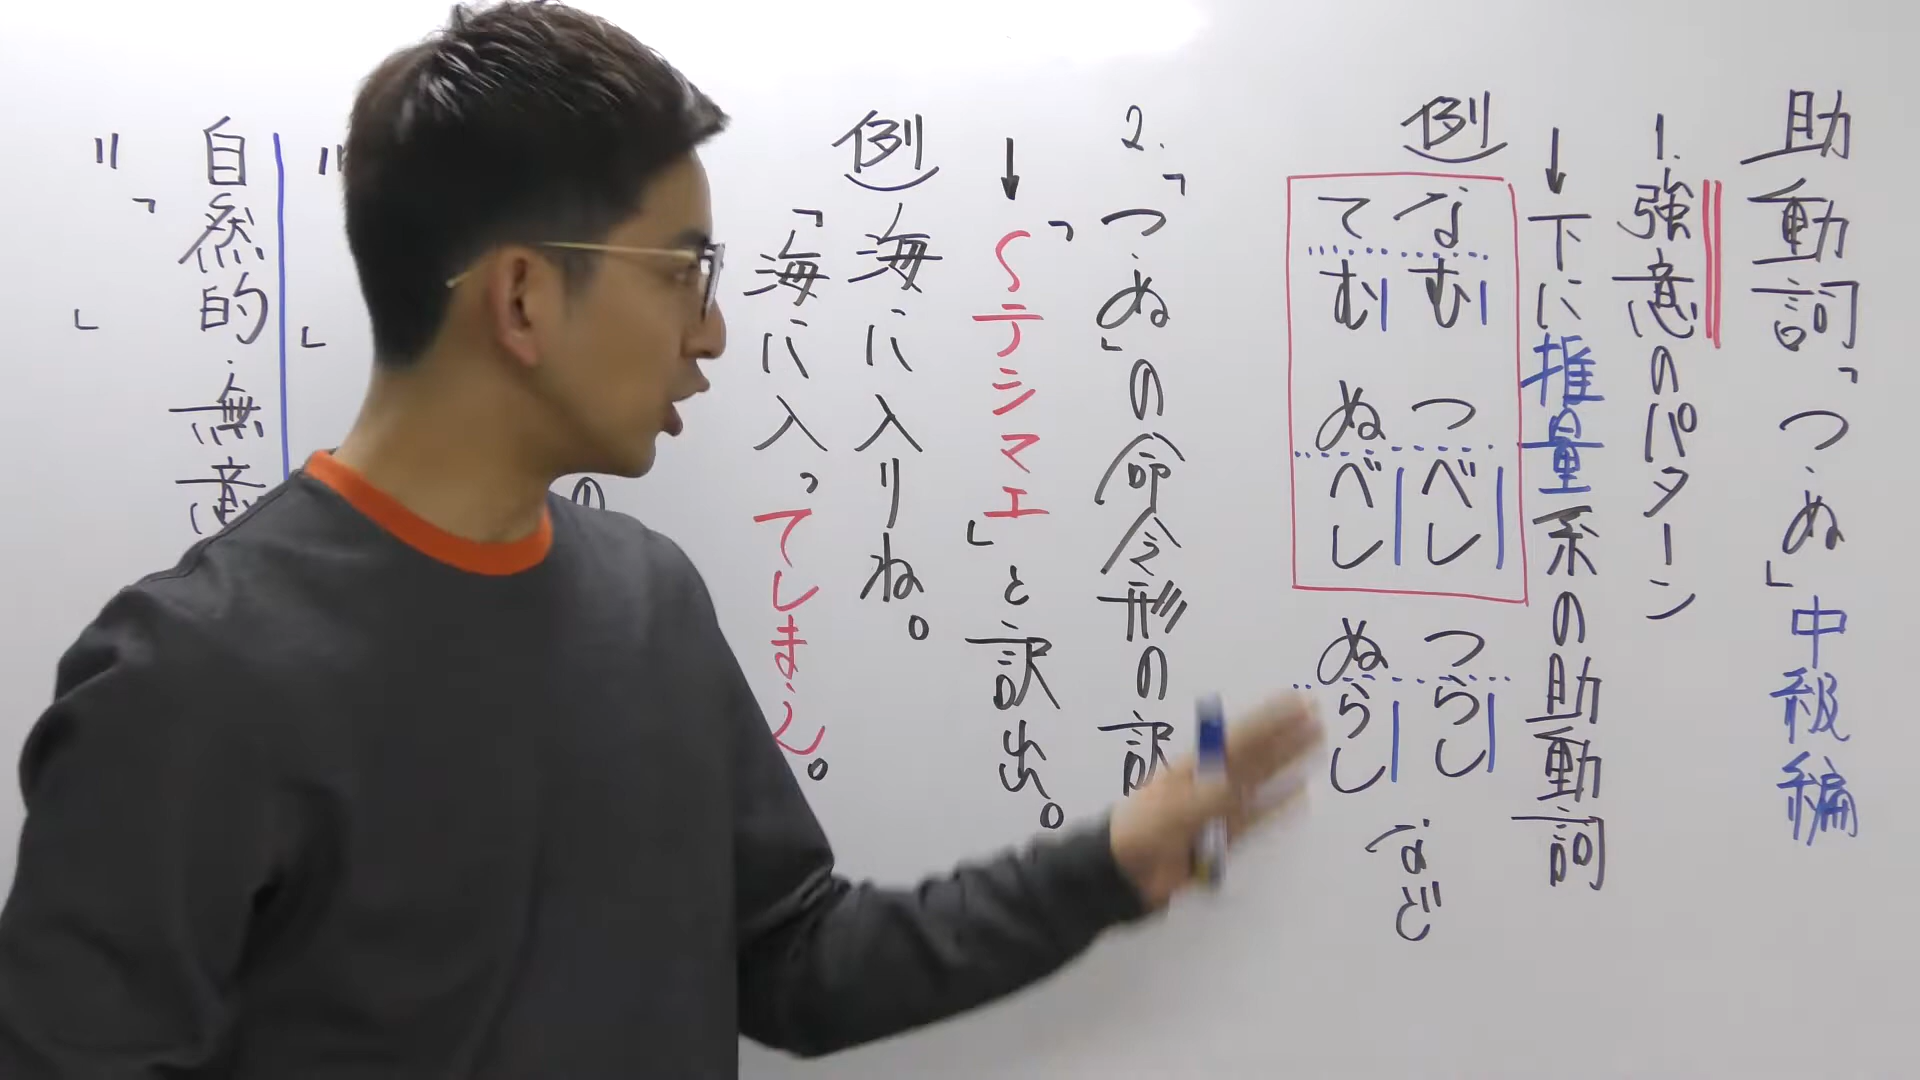 助動詞「つ・ぬ」中級編
1.強意のパターン
↓下に推量系の助動詞
例)なむ つべし つらし
てむ ぬべし ぬらし など
2.「つ・ぬ」の命令形の訳
↓「〜テシマエ」と訳出。
例)海に入りね。
「海に入ってしまえ。
の
〃 」
自然的・無意
〃「 」